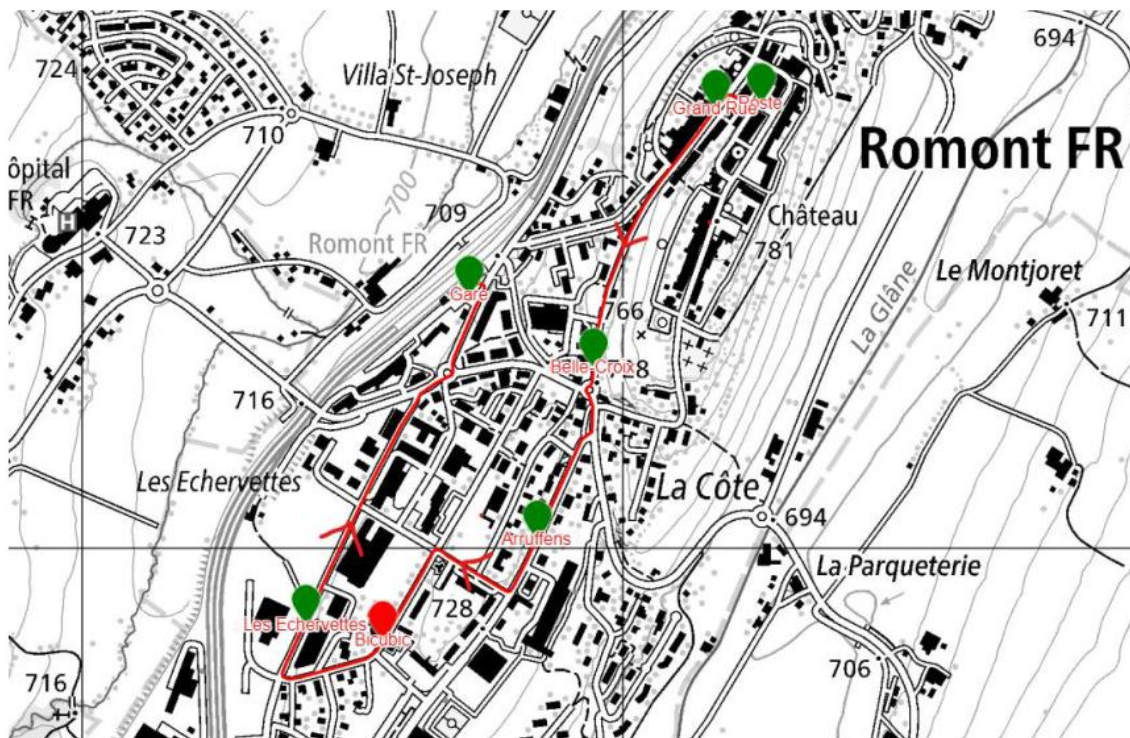 694
724
Villa St-Joseph
Grand Rue
Poste
710
Romont FR
ôpital
FR
H
700
709
Château
723
Romont FR
781
La Glâne
Le Montjoret
Gare
766
711
Belle-Croix
716
Les Echervettes
La Côte
694
Arruffens
La Parqueterie
728
Les Echervettes
Bicubic
706
716